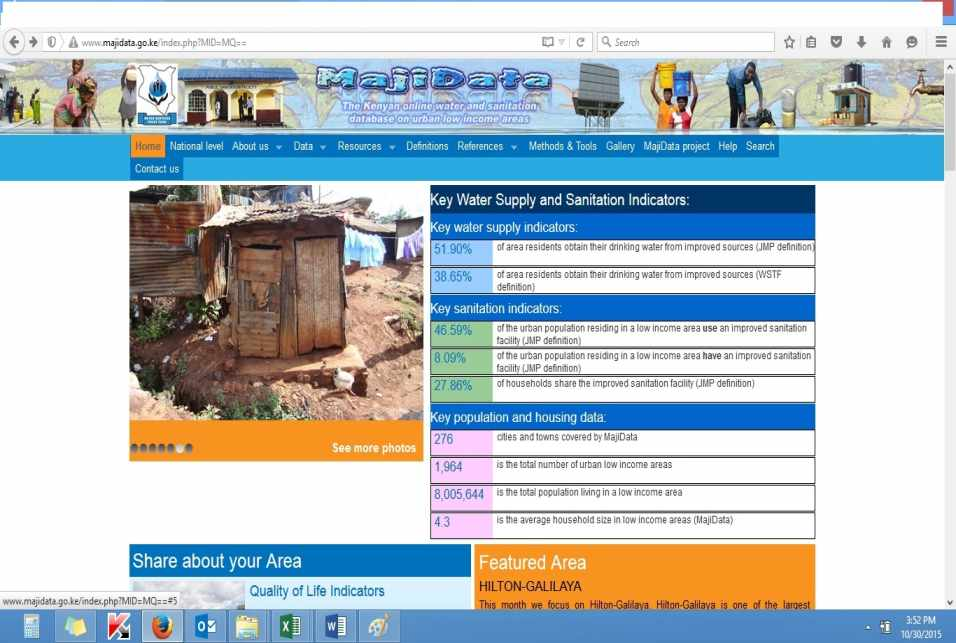 www.majidata.go.ke/index.php?MID=MQ==
Search
MajiData
The Kenyan online water and sanitation
database on urban low income areas
Home National level About us Data Resources Definitions References Methods & Tools Gallery MajiData project Help Search
Contact us
See more photos
Key Water Supply and Sanitation Indicators:
Key water supply indicators:
51.90% of area residents obtain their drinking water from improved sources (JMP definition)
38.65% of area residents obtain their drinking water from improved sources (WSTF
definition)
Key sanitation indicators:
46.59% of the urban population residing in a low income area use an improved sanitation
facility (JMP definition)
8.09% of the urban population residing in a low income area have an improved sanitation
facility (JMP definition)
27.86% of households share the improved sanitation facility (JMP definition)
Key population and housing data:
276 cities and towns covered by MajiData
1,964 is the total number of urban low income areas
8,005,644 is the total population living in a low income area
4.3 is the average household size in low income areas (MajiData)
Share about your Area
Quality of Life Indicators
Featured Area
HILTON-GALILAYA
This month we focus on Hilton-Galilaya. Hilton-Galilaya is one of the largest
www.majidata.go.ke/index.php?MID=MQ==#5
3:52 PM
10/30/2015